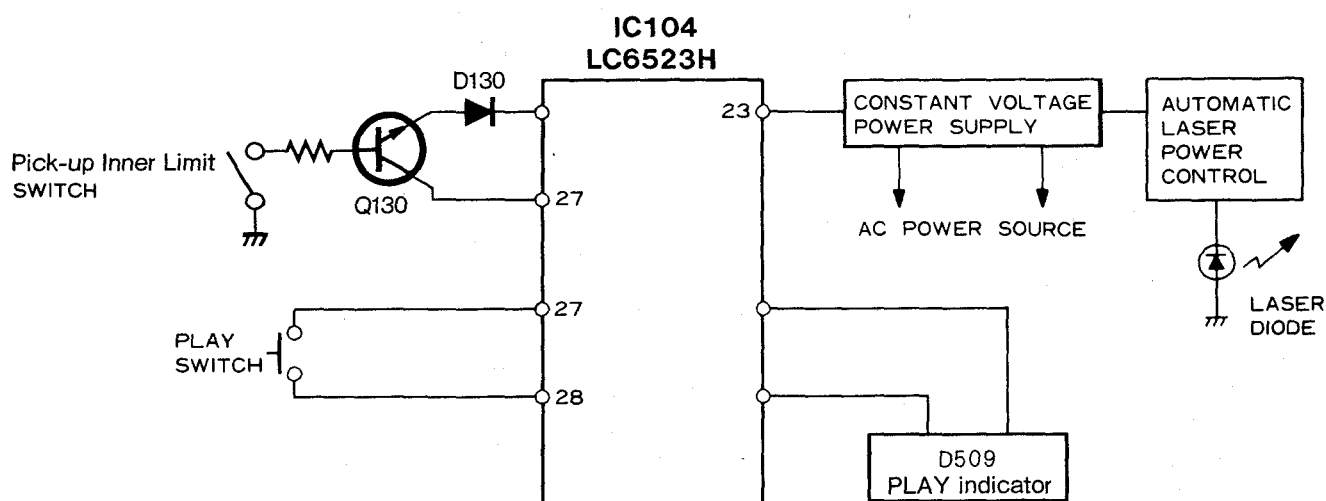 IC104
LC6523H
D130
Pick-up Inner Limit
SWITCH
Q130
27
PLAY
SWITCH
27
28
23
CONSTANT VOLTAGE
POWER SUPPLY
AC POWER SOURCE
AUTOMATIC
LASER
POWER
CONTROL
LASER
DIODE
D509
PLAY indicator